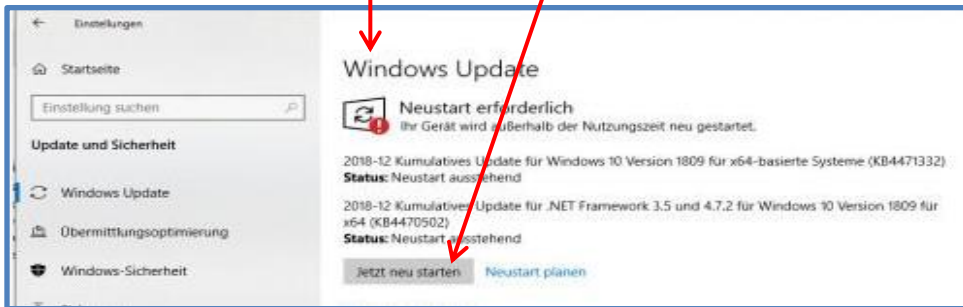 Einstellungen
Startseite
Einstellung suchen
Update und Sicherheit
Windows Update
Übermittlungsoptimierung
Windows-Sicherheit
Windows Update
Neustart erforderlich
Ihr Gerät wird außerhalb der Nutzungszeit neu gestartet.
2018-12 Kumulatives Update für Windows 10 Version 1809 für x64-basierte Systeme (KB4471332)
Status: Neustart ausstehend
2018-12 Kumulatives Update für .NET Framework 3.5 und 4.7.2 für Windows 10 Version 1809 für
x64 (KB4470502)
Status: Neustart ausstehend
Jetzt neu starten Neustart planen